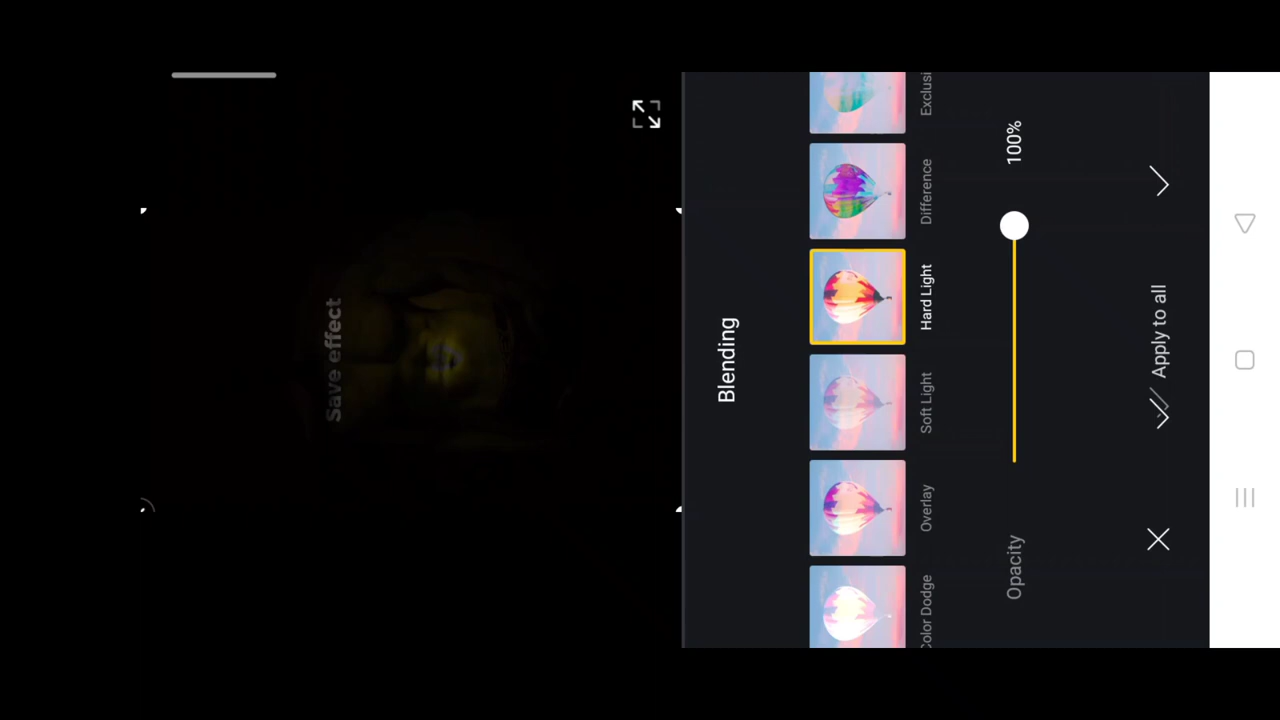 Save effect
Blending
Color Dodge
Overlay
Soft Light
Hard Light
Difference
Exclusi
Opacity
100%
Apply to all